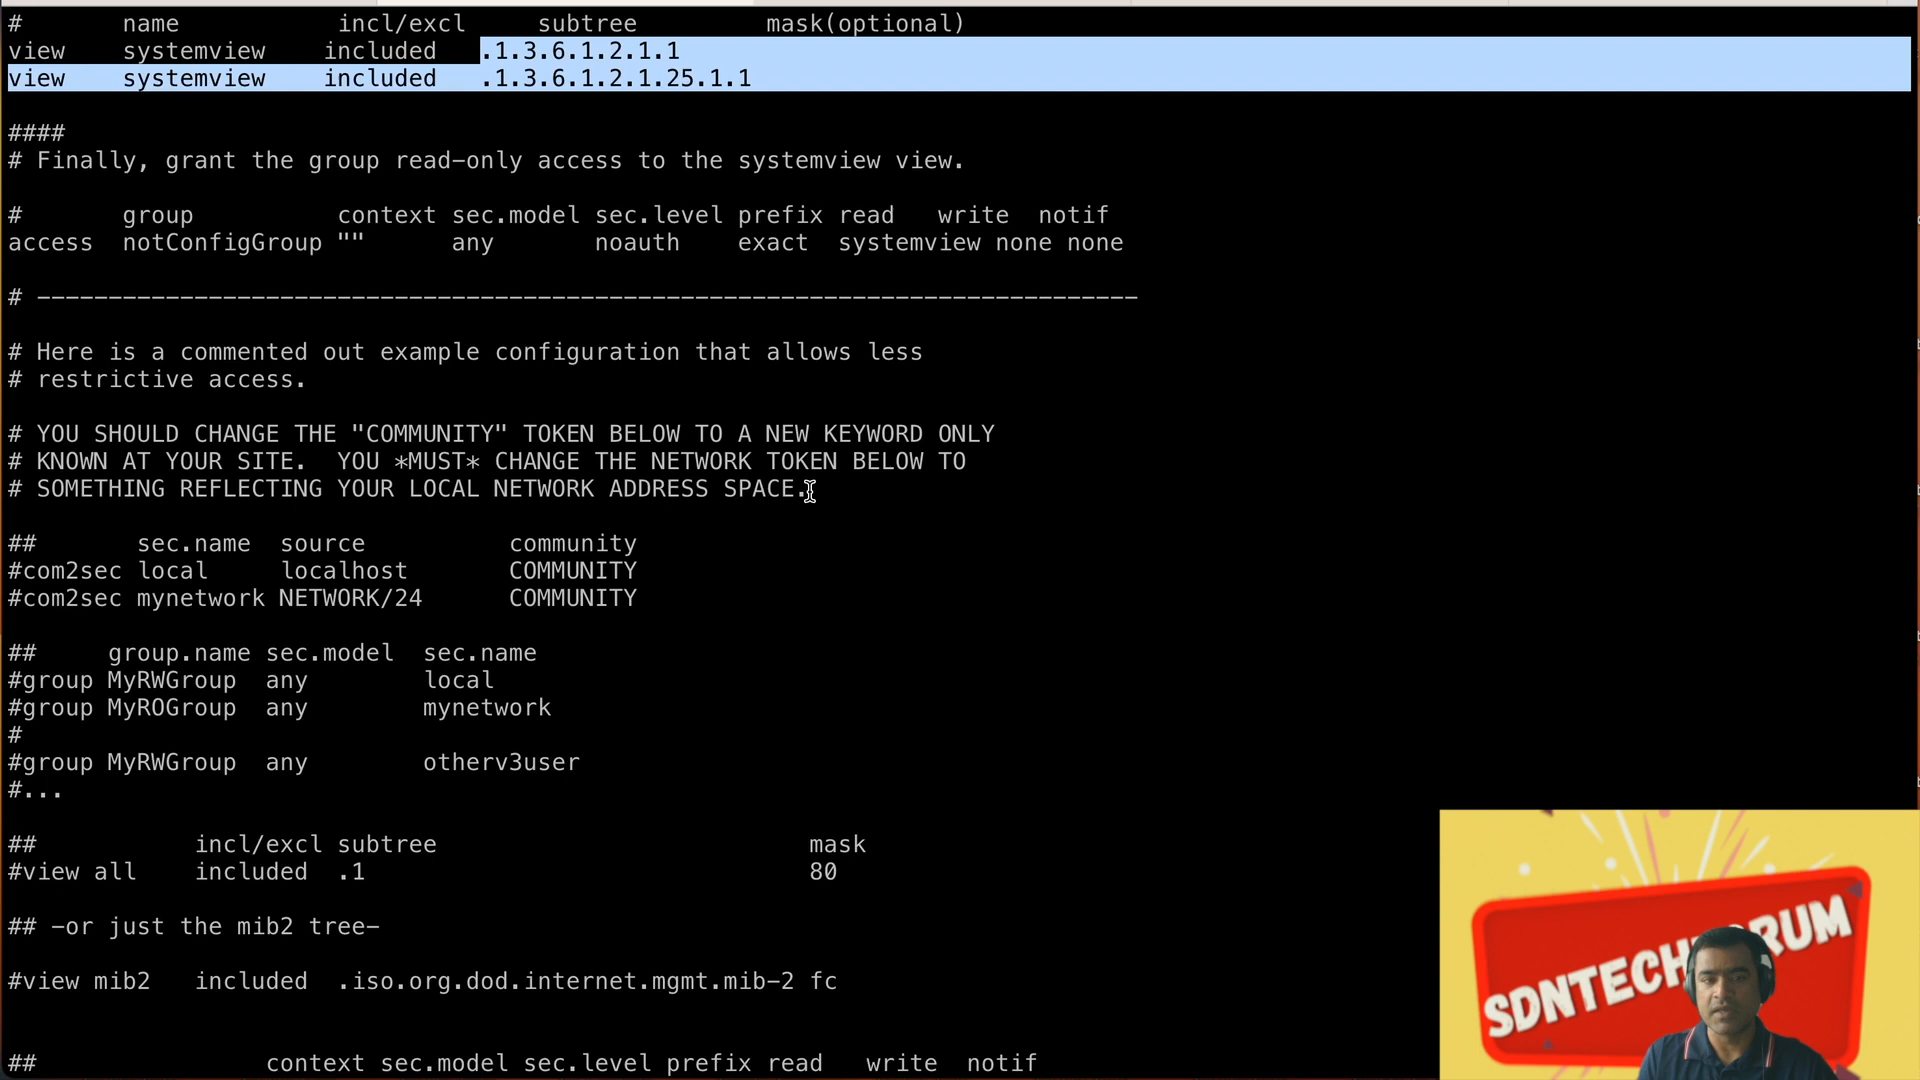 #       name           incl/excl     subtree         mask(optional)
view    systemview    included   .1.3.6.1.2.1.1
view    systemview    included   .1.3.6.1.2.1.25.1.1
####
# Finally, grant the group read-only access to the systemview view.
#       group          context sec.model sec.level prefix read   write  notif
access  notConfigGroup ""      any       noauth    exact  systemview none none
# -----------------------------------------------------------------------------
# Here is a commented out example configuration that allows less
# restrictive access.
# YOU SHOULD CHANGE THE "COMMUNITY" TOKEN BELOW TO A NEW KEYWORD ONLY
# KNOWN AT YOUR SITE.  YOU *MUST* CHANGE THE NETWORK TOKEN BELOW TO
# SOMETHING REFLECTING YOUR LOCAL NETWORK ADDRESS SPACE.
##       sec.name  source          community
#com2sec local     localhost       COMMUNITY
#com2sec mynetwork NETWORK/24      COMMUNITY
##     group.name sec.model  sec.name
#group MyRWGroup  any        local
#group MyROGroup  any        mynetwork
#
#group MyRWGroup  any        otherv3user
#...
##           incl/excl subtree                          mask
#view all    included  .1                               80
## -or just the mib2 tree-
#view mib2   included  .iso.org.dod.internet.mgmt.mib-2 fc
##                context sec.model sec.level prefix read   write  notif